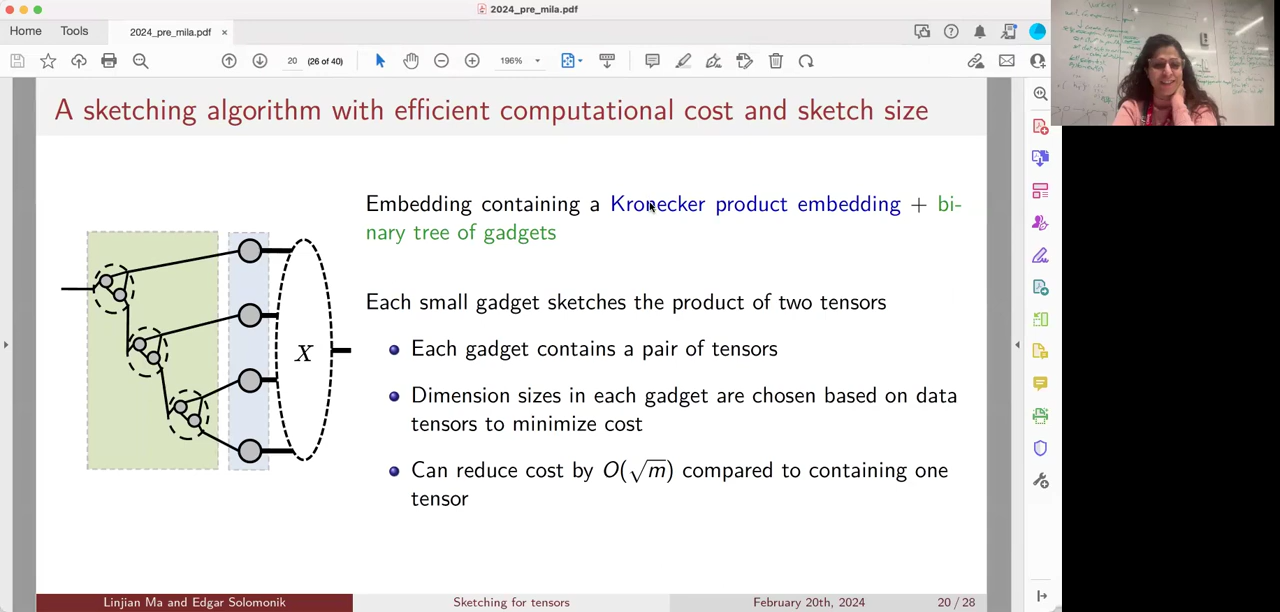 2024_pre_mila.pdf
Home
Tools
2024_pre_mila.pdf
20
(26 of 40)
196%
A sketching algorithm with efficient computational cost and sketch size
Embedding containing a Kronecker product embedding + bi-
nary tree of gadgets
Each small gadget sketches the product of two tensors
Each gadget contains a pair of tensors
Dimension sizes in each gadget are chosen based on data
tensors to minimize cost
Can reduce cost by O(√m) compared to containing one
tensor
X
Linjian Ma and Edgar Solomonik
Sketching for tensors
February 20th, 2024
20 / 28